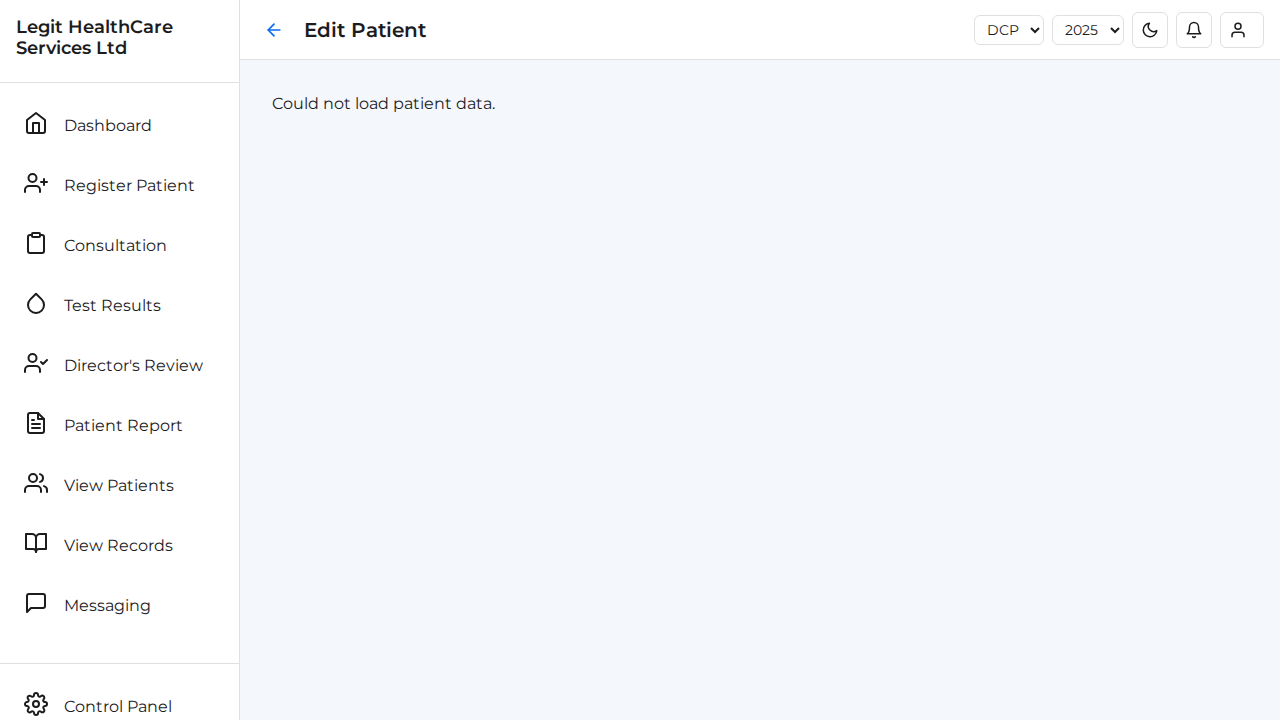 Legit HealthCare
Services Ltd
Dashboard
Register Patient
Consultation
Test Results
Director's Review
Patient Report
View Patients
View Records
Messaging
Control Panel
Edit Patient
DCP
2025
Could not load patient data.